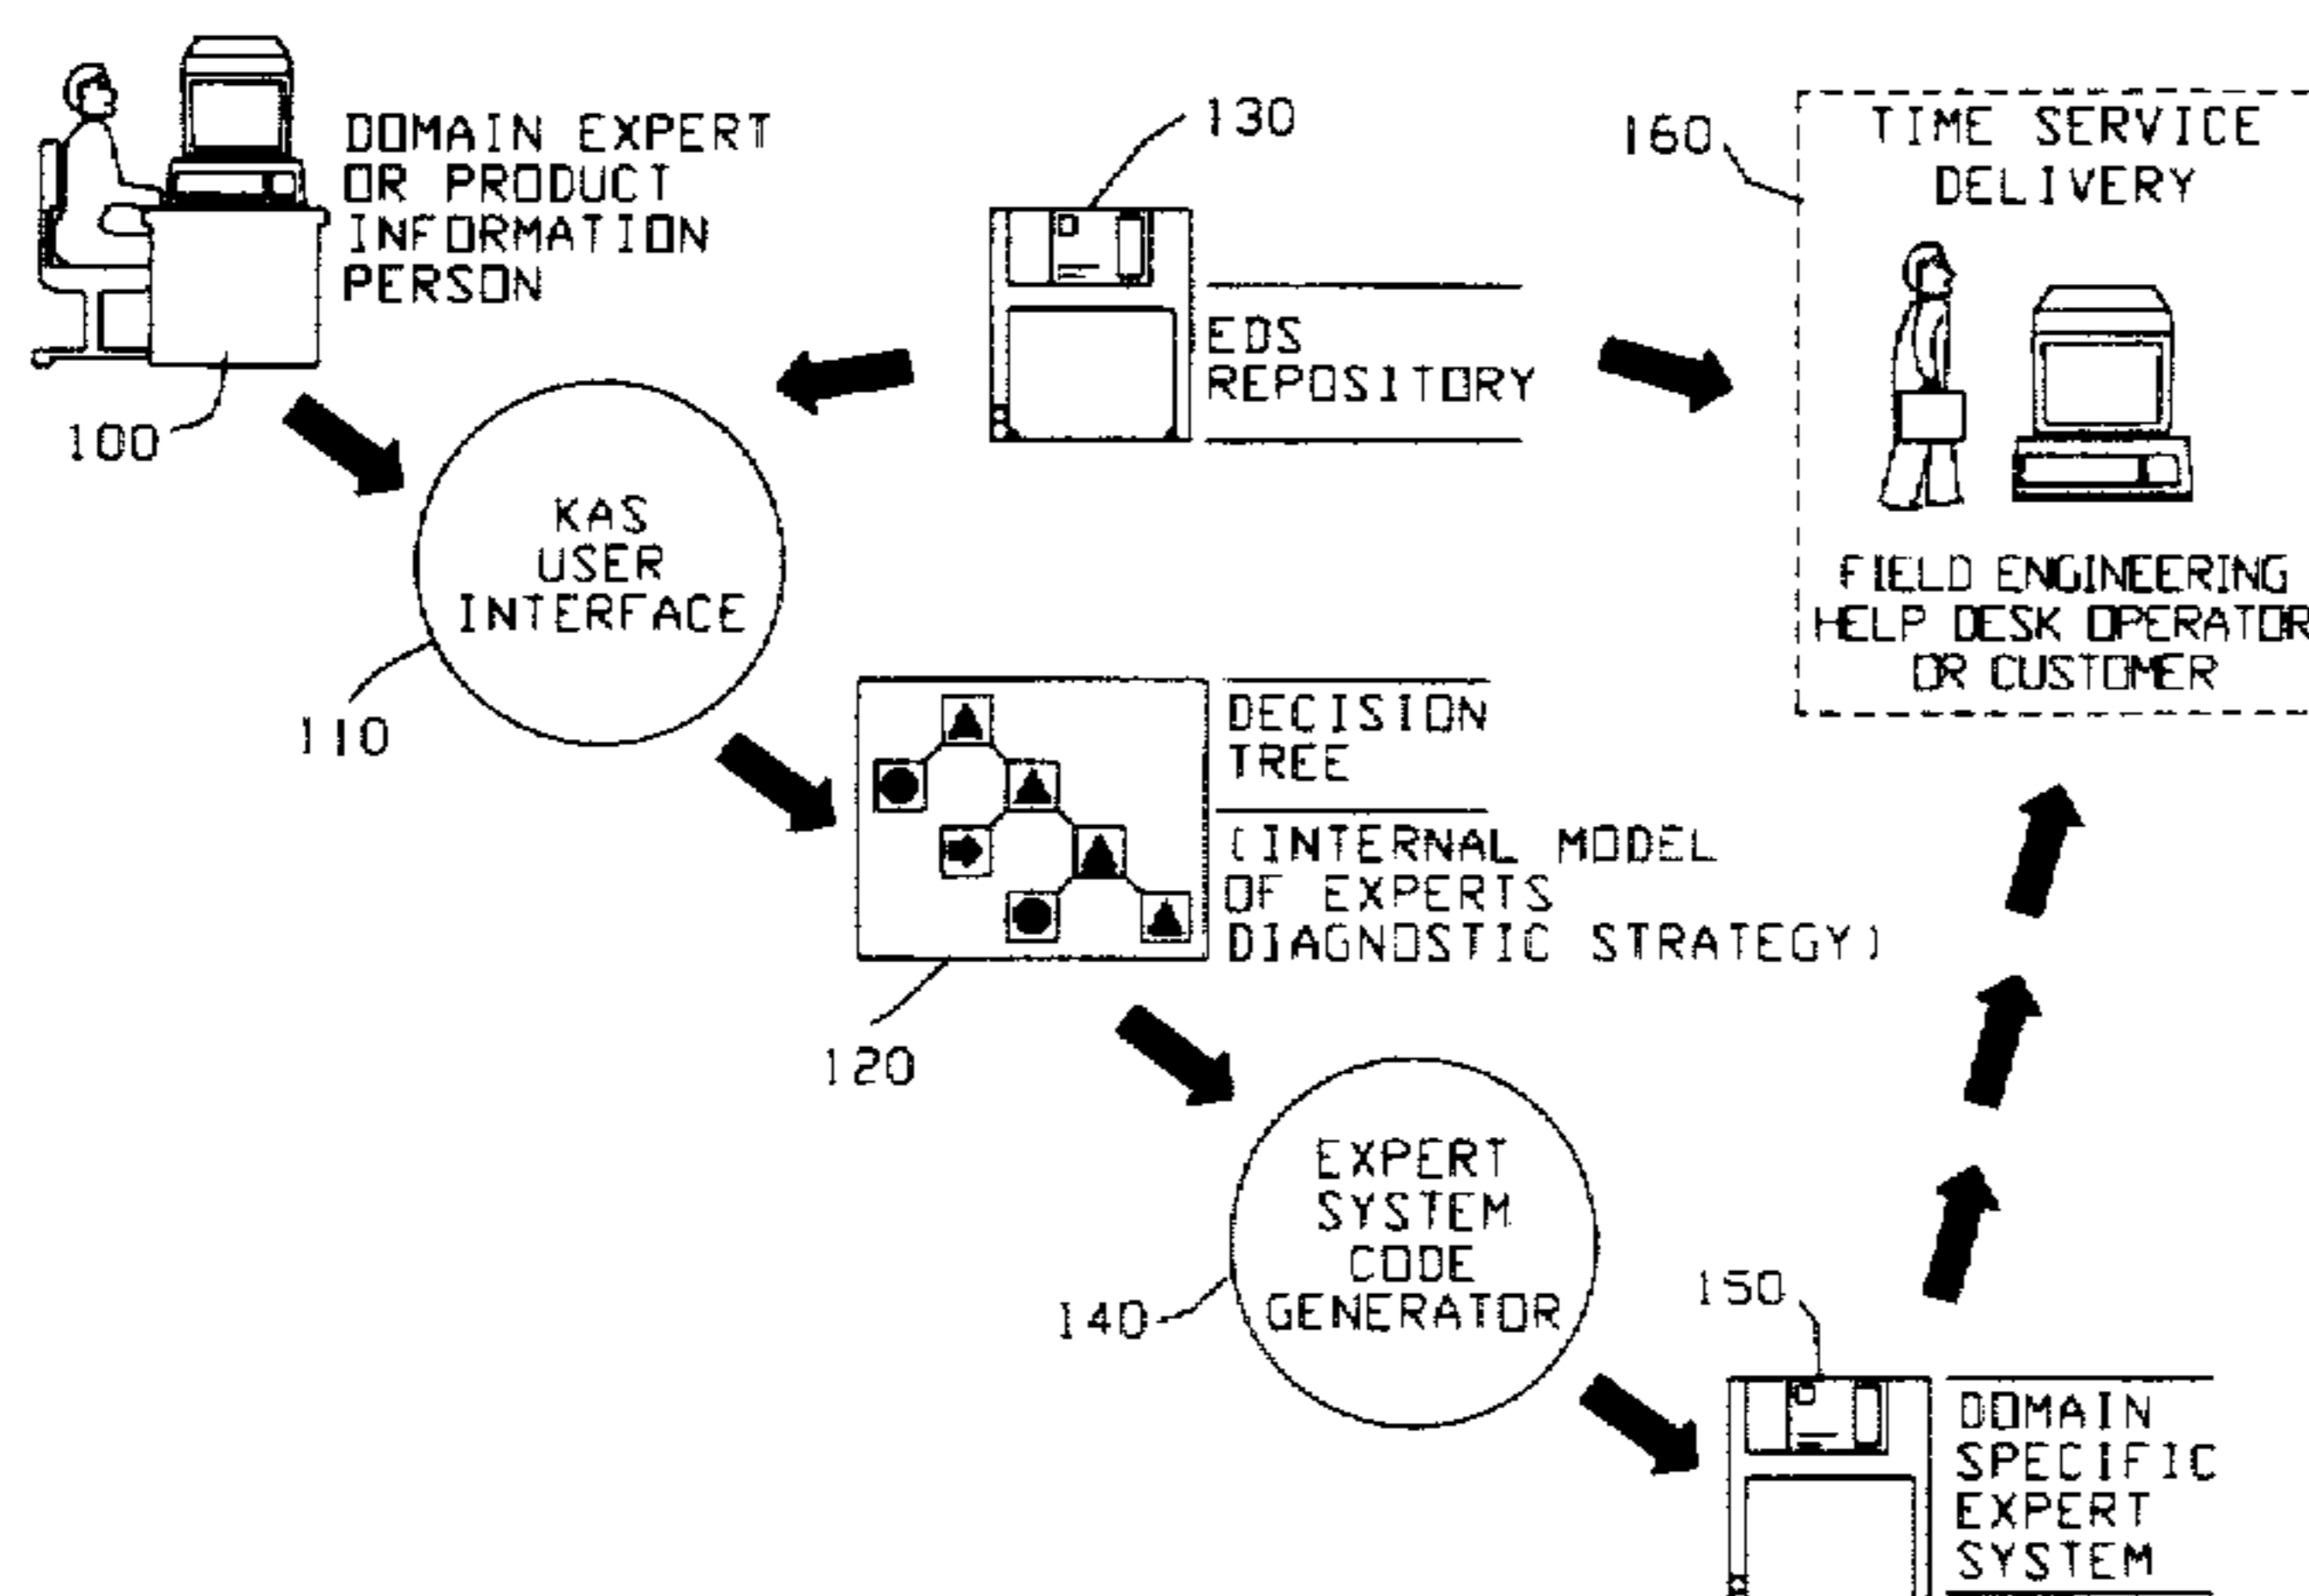 DOMAIN EXPERT
OR PRODUCT
INFORMATION
PERSON
100
130
EDS
REPOSITORY
160
TIME SERVICE
DELIVERY
FIELD ENGINEERING
HELP DESK OPERATOR
OR CUSTOMER
KAS
USER
INTERFACE
110
DECISION
TREE
(INTERNAL MODEL
OF EXPERTS
DIAGNOSTIC STRATEGY)
120
EXPERT
SYSTEM
CODE
GENERATOR
140
150
DOMAIN
SPECIFIC
EXPERT
SYSTEM